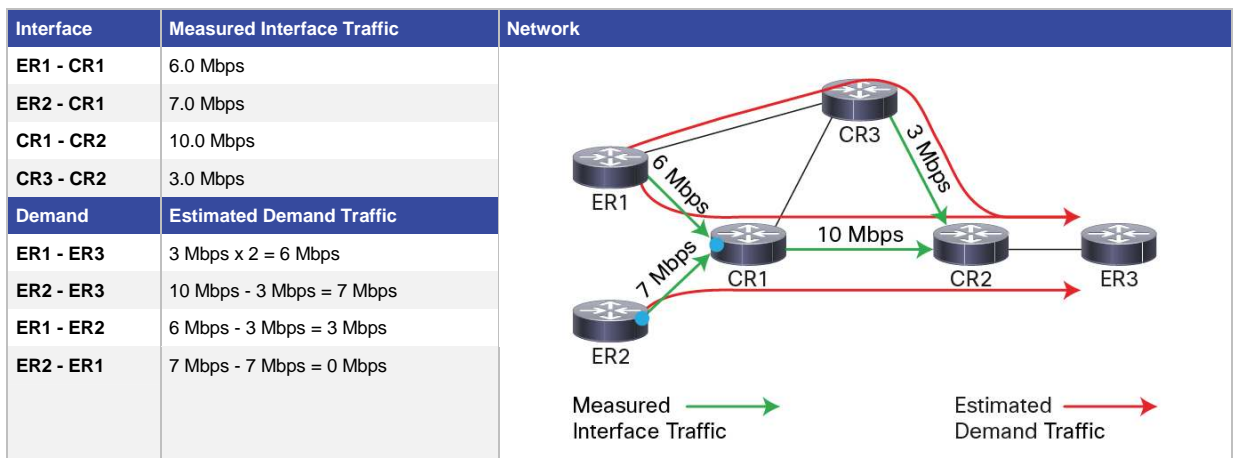 Interface Measured Interface Traffic Network
ER1 - CR1 6.0 Mbps
ER2 - CR1 7.0 Mbps
CR1 - CR2 10.0 Mbps
CR3 - CR2 3.0 Mbps
Demand Estimated Demand Traffic
ER1 - ER3 3 Mbps x 2 = 6 Mbps
ER2 - ER3 10 Mbps - 3 Mbps = 7 Mbps
ER1 - ER2 6 Mbps - 3 Mbps = 3 Mbps
ER2 - ER1 7 Mbps - 7 Mbps = 0 Mbps
CR3
3 Mbps
ER1
6 Mbps
10 Mbps
7 Mbps
CR1
CR2
ER3
ER2
Measured
Interface Traffic
Estimated
Demand Traffic